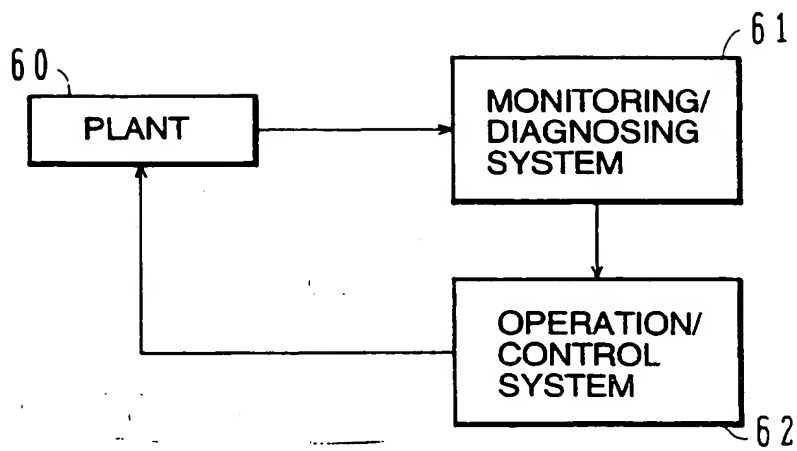 61
60
PLANT
MONITORING/
DIAGNOSING
SYSTEM
OPERATION/
CONTROL
SYSTEM
62